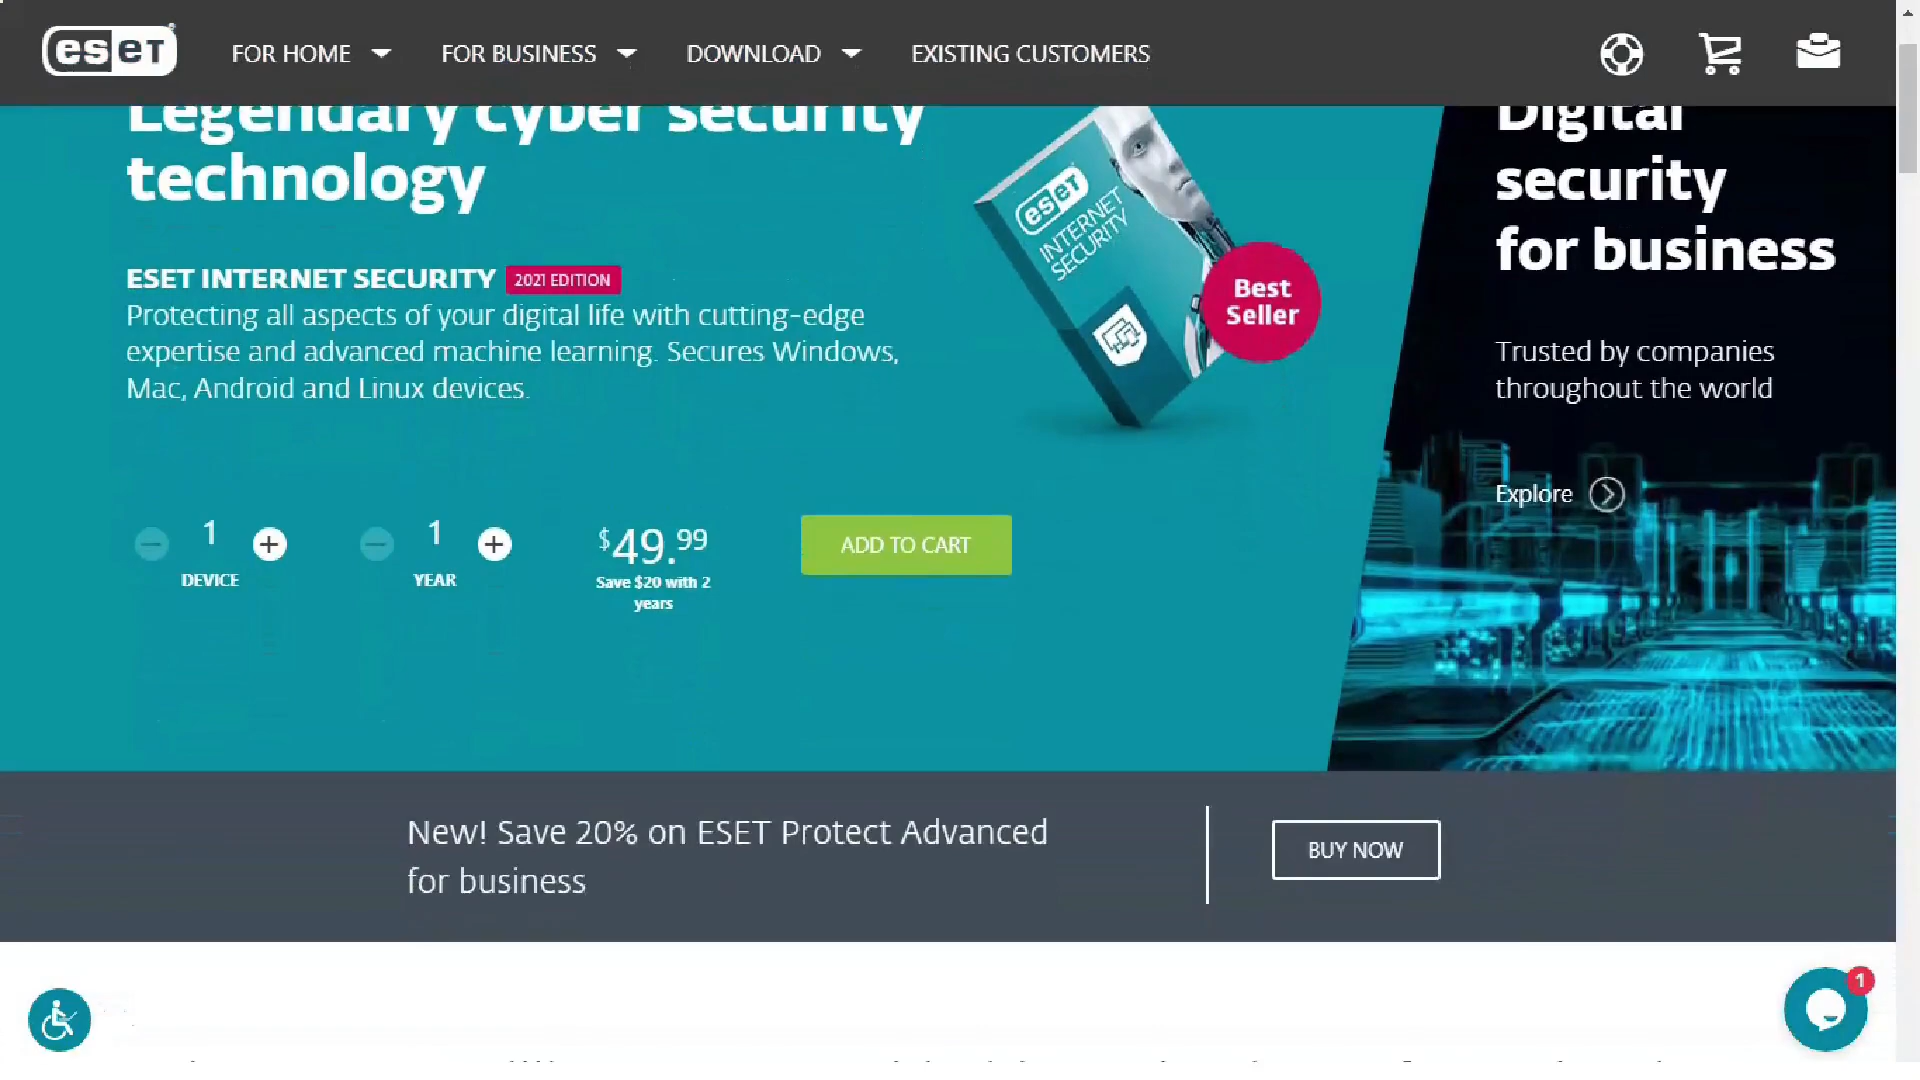 eset
FOR HOME
FOR BUSINESS
DOWNLOAD
EXISTING CUSTOMERS
Legendary cyber security
technology
ESET INTERNET SECURITY 2021 EDITION
Protecting all aspects of your digital life with cutting-edge
expertise and advanced machine learning. Secures Windows,
Mac, Android and Linux devices.
1
DEVICE
1
YEAR
$49.99
Save $20 with 2
years
ADD TO CART
eset
INTERNET
SECURITY
Best
Seller
Digital
security
for business
Trusted by companies
throughout the world
Explore
New! Save 20% on ESET Protect Advanced
for business
BUY NOW
1